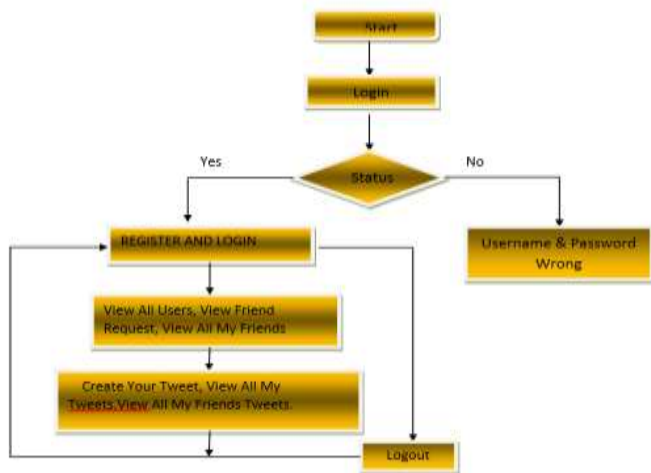 Start
Login
Yes
No
Status
REGISTER AND LOGIN
Username & Password
Wrong
View All Users, View Friend
Request, View All My Friends
Create Your Tweet, View All My
Tweets,View All My Friends Tweets.
Logout